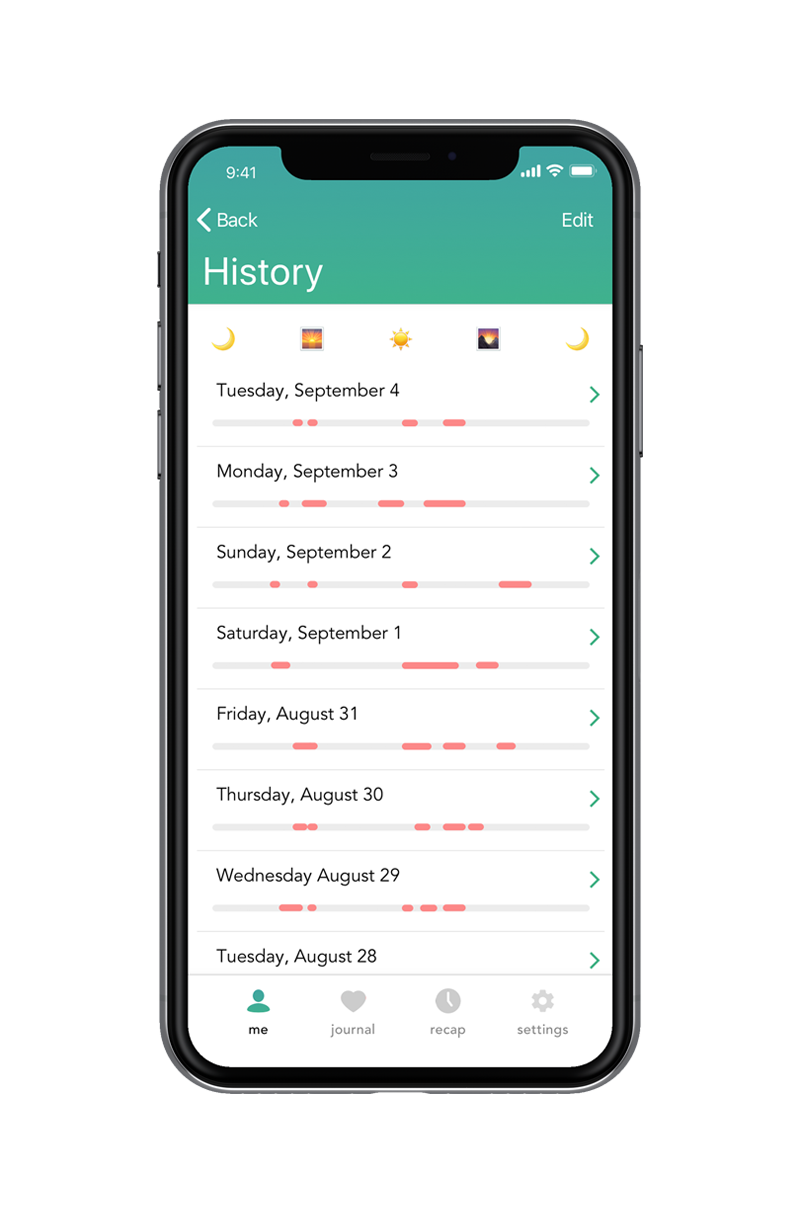 9:41
Back
Edit
History
Tuesday, September 4
Monday, September 3
Sunday, September 2
Saturday, September 1
Friday, August 31
Thursday, August 30
Wednesday August 29
Tuesday, August 28
me
journal
recap
settings